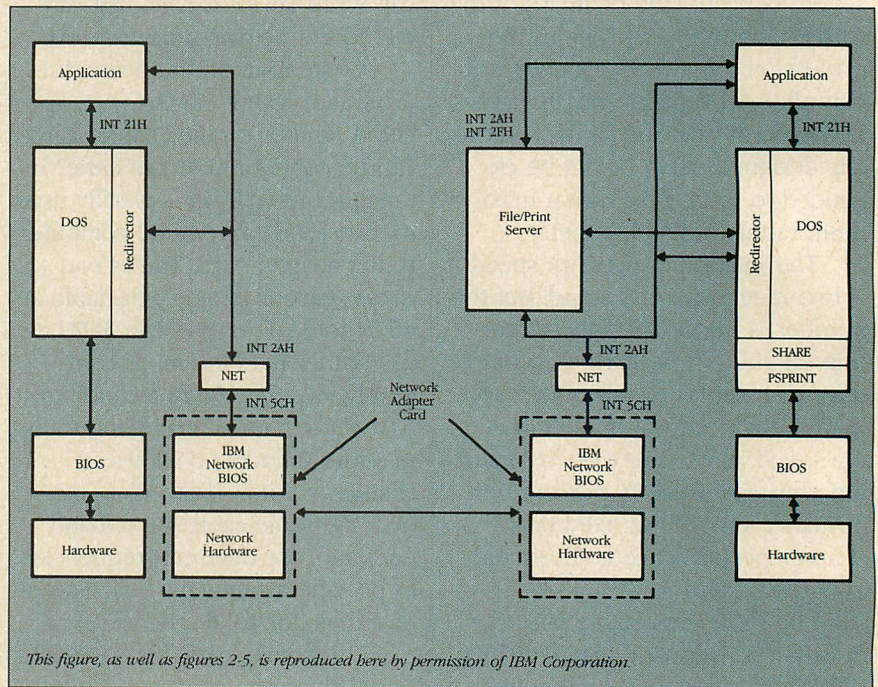 Application
INT 21H
DOS
Redirector
INT 2AH
NET
INT 5CH
BIOS
IBM
Network
BIOS
Hardware
Network
Hardware
Network
Adapter
Card
INT 2AH
INT 2FH
File/Print
Server
Application
INT 21H
Redirector
DOS
SHARE
PSPRINT
INT 2AH
NET
INT 5CH
IBM
Network
BIOS
Network
Hardware
BIOS
Hardware
This figure, as well as figures 2-5, is reproduced here by permission of IBM Corporation.